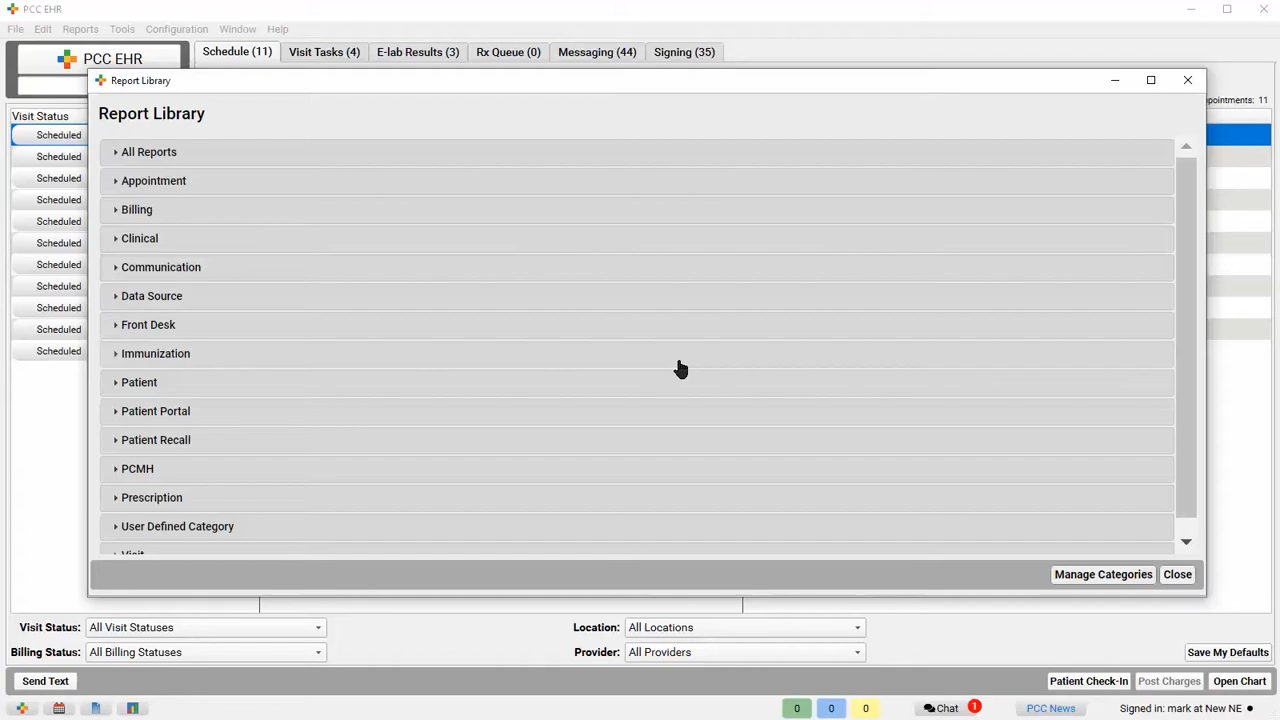 PCC EHR
File Edit Reports Tools Configuration Window Help
PCC EHR
Schedule (11) Visit Tasks (4) E-lab Results (3) Rx Queue (0) Messaging (44) Signing (35)
Report Library
Report Library
Visit Status
Scheduled
Scheduled
Scheduled
Scheduled
Scheduled
Scheduled
Scheduled
Scheduled
Scheduled
Scheduled
Scheduled
All Reports
Appointment
Billing
Clinical
Communication
Data Source
Front Desk
Immunization
Patient
Patient Portal
Patient Recall
PCMH
Prescription
User Defined Category
Visit
Manage Categories Close
11
Visit Status: All Visit Statuses Location: All Locations
Billing Status: All Billing Statuses Provider: All Providers Save My Defaults
Send Text Patient Check-In Post Charges Open Chart
0 0 0 Chat 1 PCC News Signed in: mark at New NE